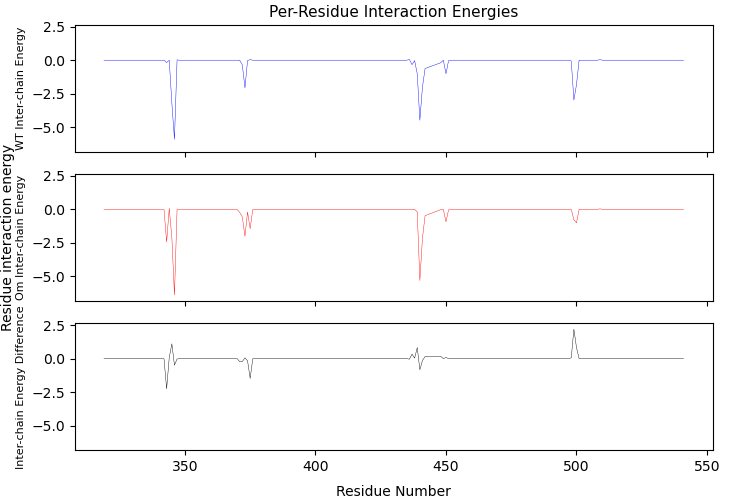 Per-Residue Interaction Energies
Residue interaction energy
WT Inter-chain Energy
2.5
0.0
−2.5
−5.0
Om Inter-chain Energy
2.5
0.0
−2.5
−5.0
Inter-chain Energy Difference
2.5
0.0
−2.5
−5.0
350
400
450
500
550
Residue Number